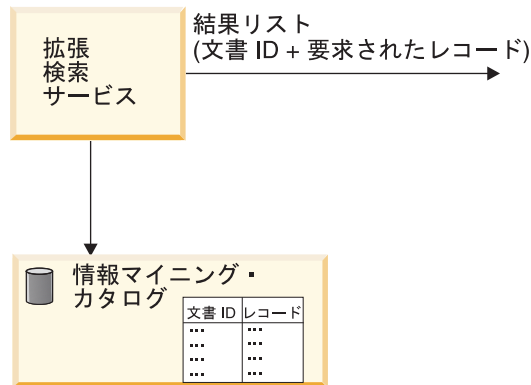 拡張
検索
サービス
結果リスト
(文書 ID + 要求されたレコード)
情報マイニング・
カタログ
文書 ID レコード
... ...
... ...
... ...
... ...